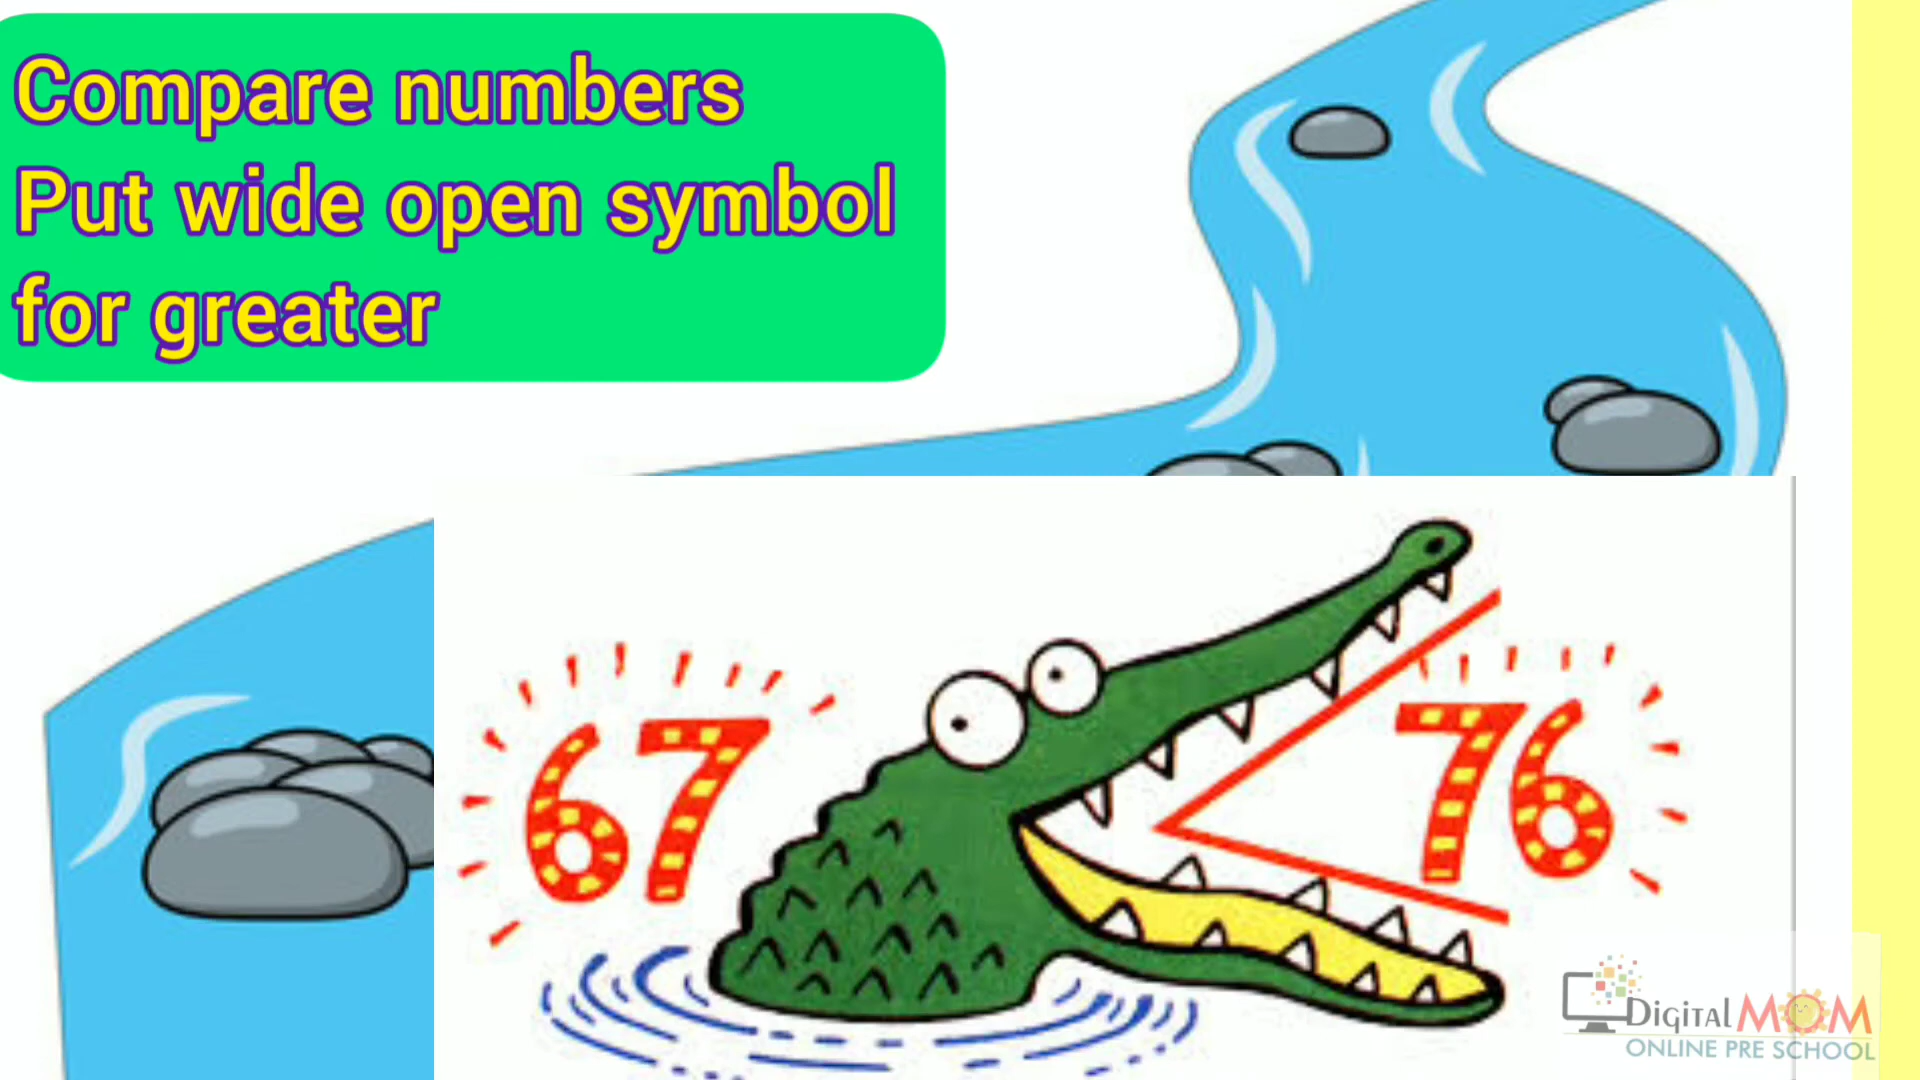 Compare numbers
Put wide open symbol
for greater
67 < 76
Digital MOM
ONLINE PRE SCHOOL